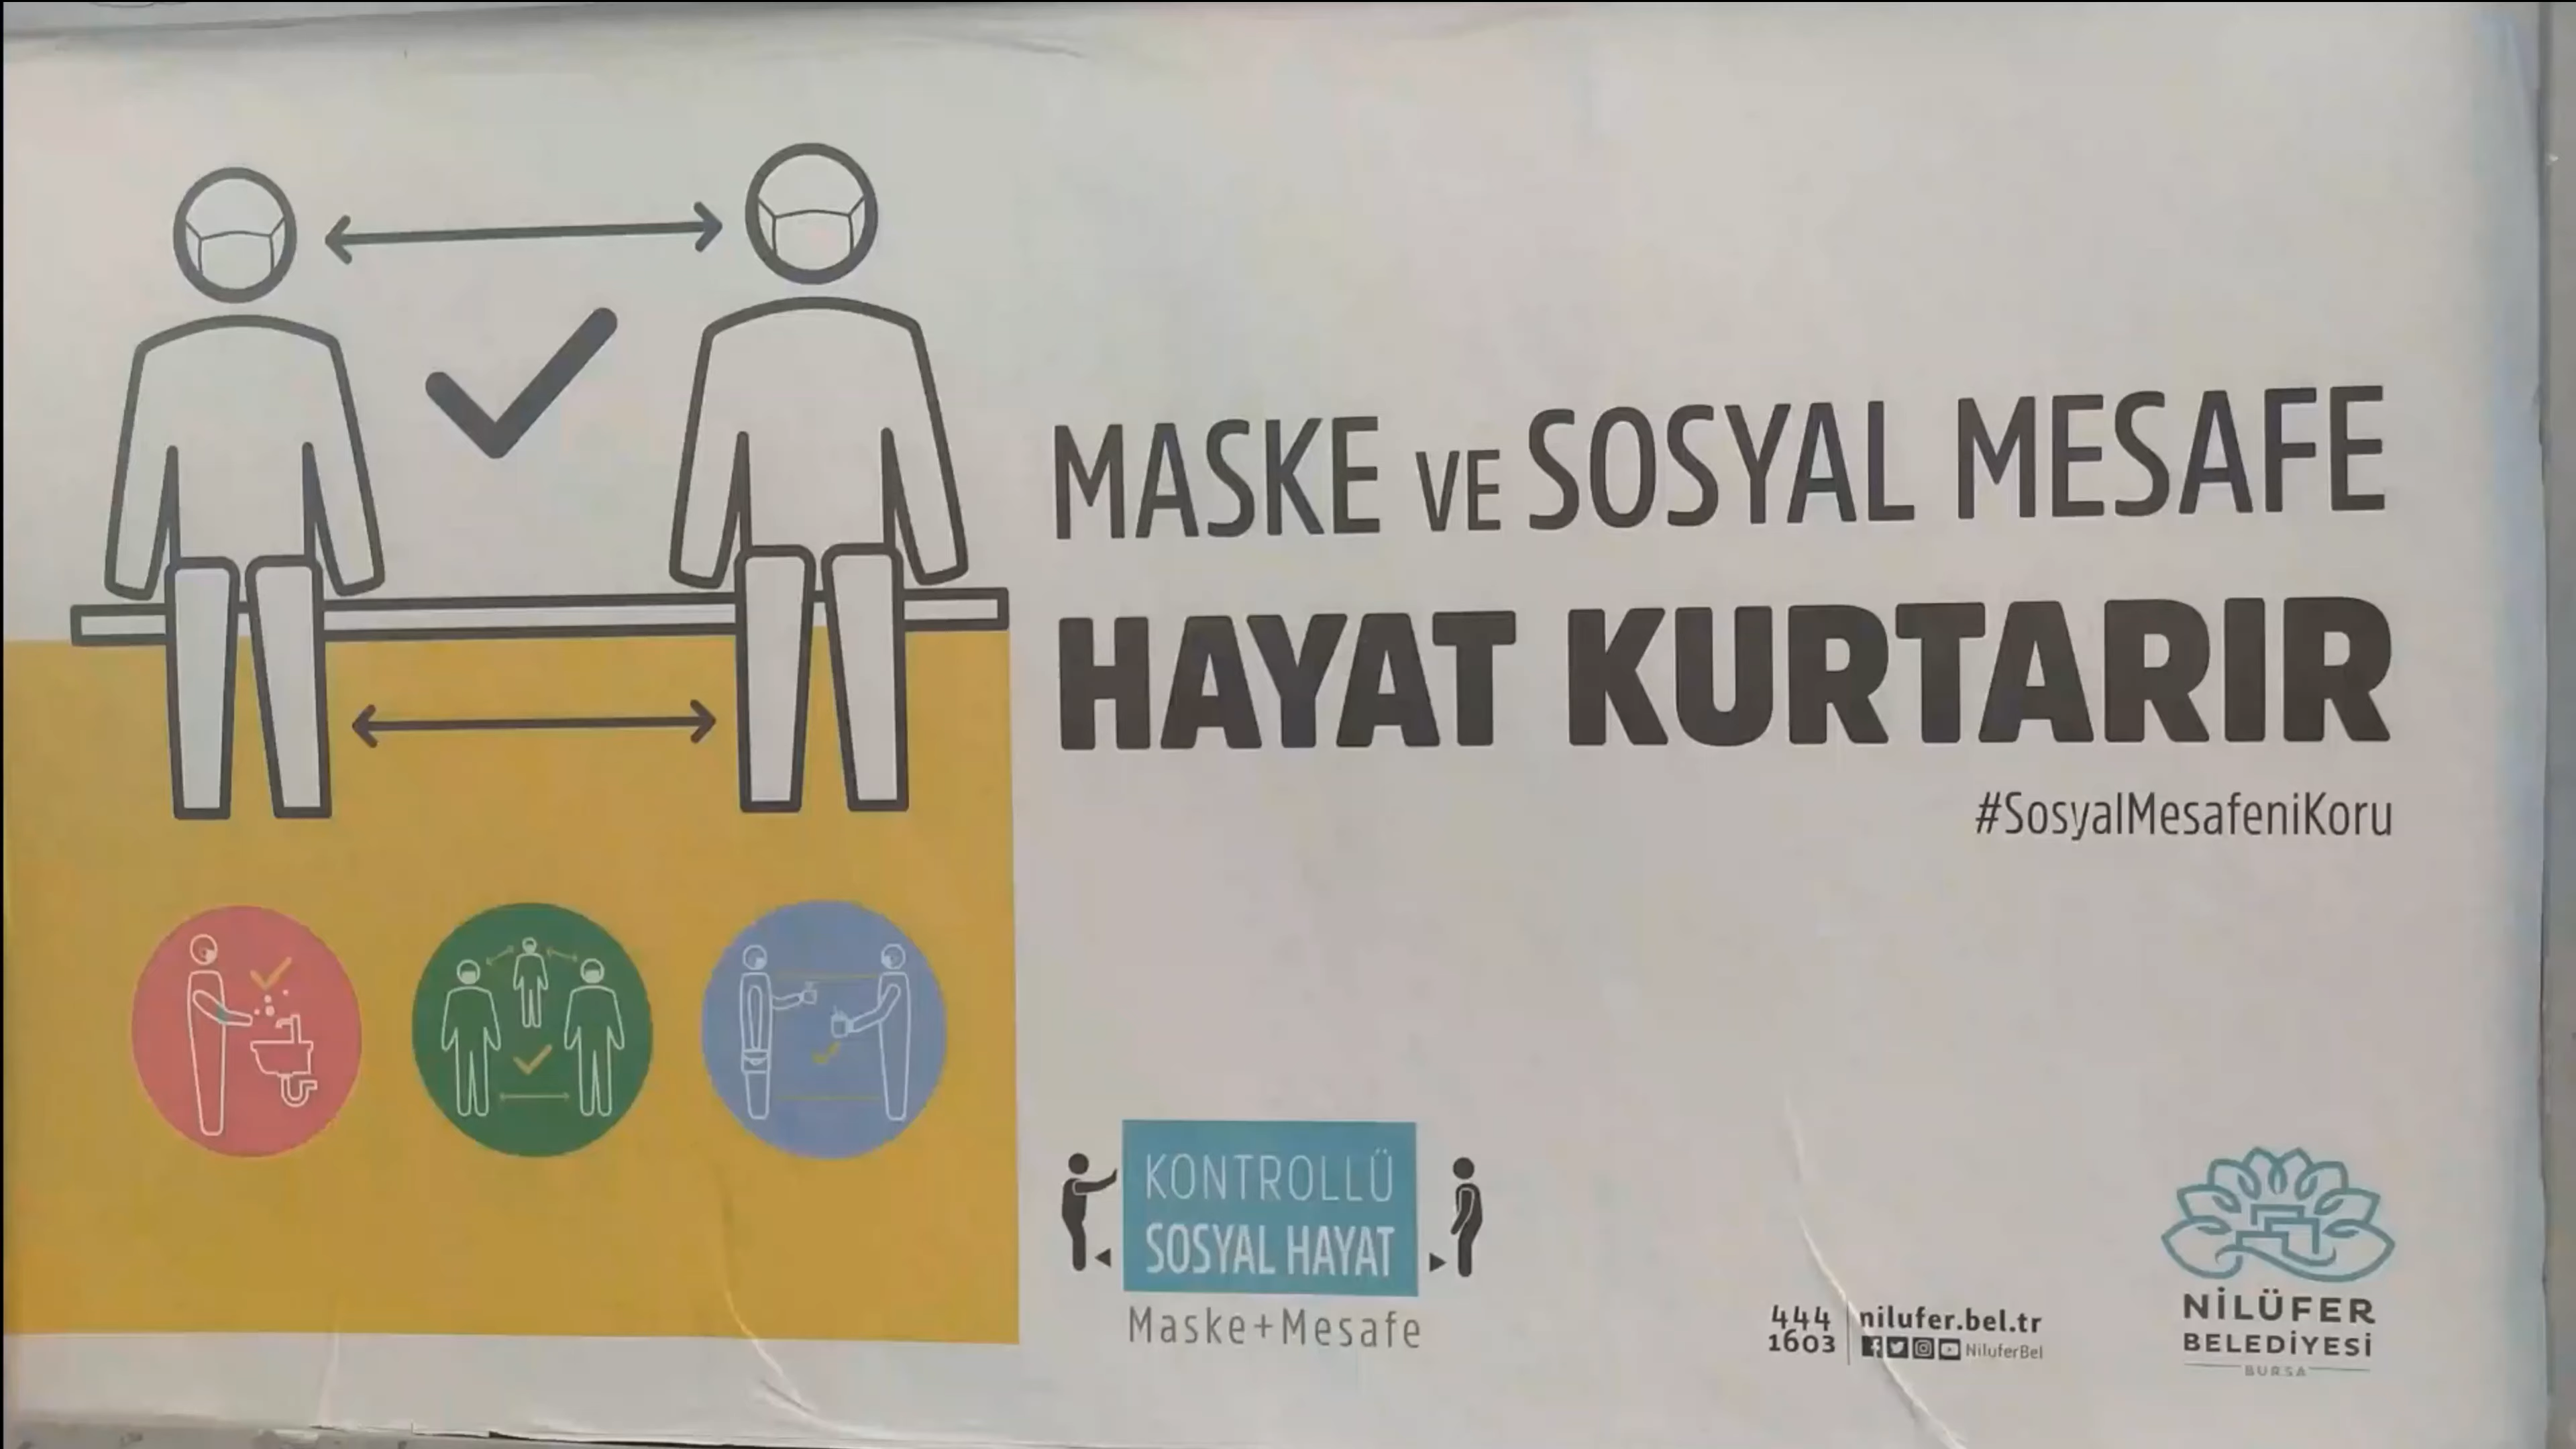 MASKE VE SOSYAL MESAFE
HAYAT KURTARIR
#SosyalMesafeniKoru
KONTROLLÜ
SOSYAL HAYAT
Maske+Mesafe
444
1603
nilufer.bel.tr
NiluferBel
NİLÜFER
BELEDİYESİ
BURSA